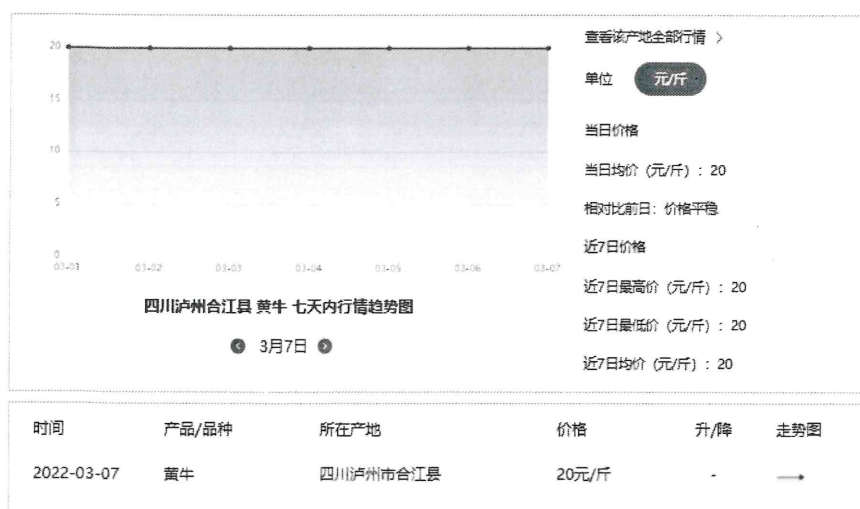 查看该产地全部行情 >
单位 元/斤
当日价格
当日均价（元/斤）：20
相对比前日：价格平稳
近7日价格
近7日最高价（元/斤）：20
近7日最低价（元/斤）：20
近7日均价（元/斤）：20
20
15
10
5
0
03-01 03-02 03-03 03-04 03-05 03-06 03-07
四川泸州合江县 黄牛 七天内行情趋势图
< 3月7日 >
时间 产品/品种 所在产地 价格 升/降 走势图
2022-03-07 黄牛 四川泸州市合江县 20元/斤 -